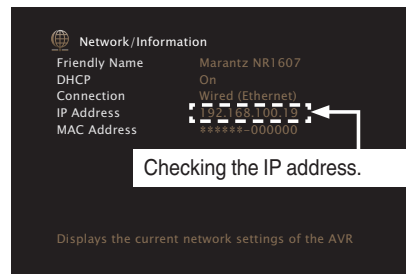 Network/Information
Friendly Name Marantz NR1607
DHCP On
Connection Wired (Ethernet)
IP Address 192.168.100.19
MAC Address ******-000000
Checking the IP address.
Displays the current network settings of the AVR